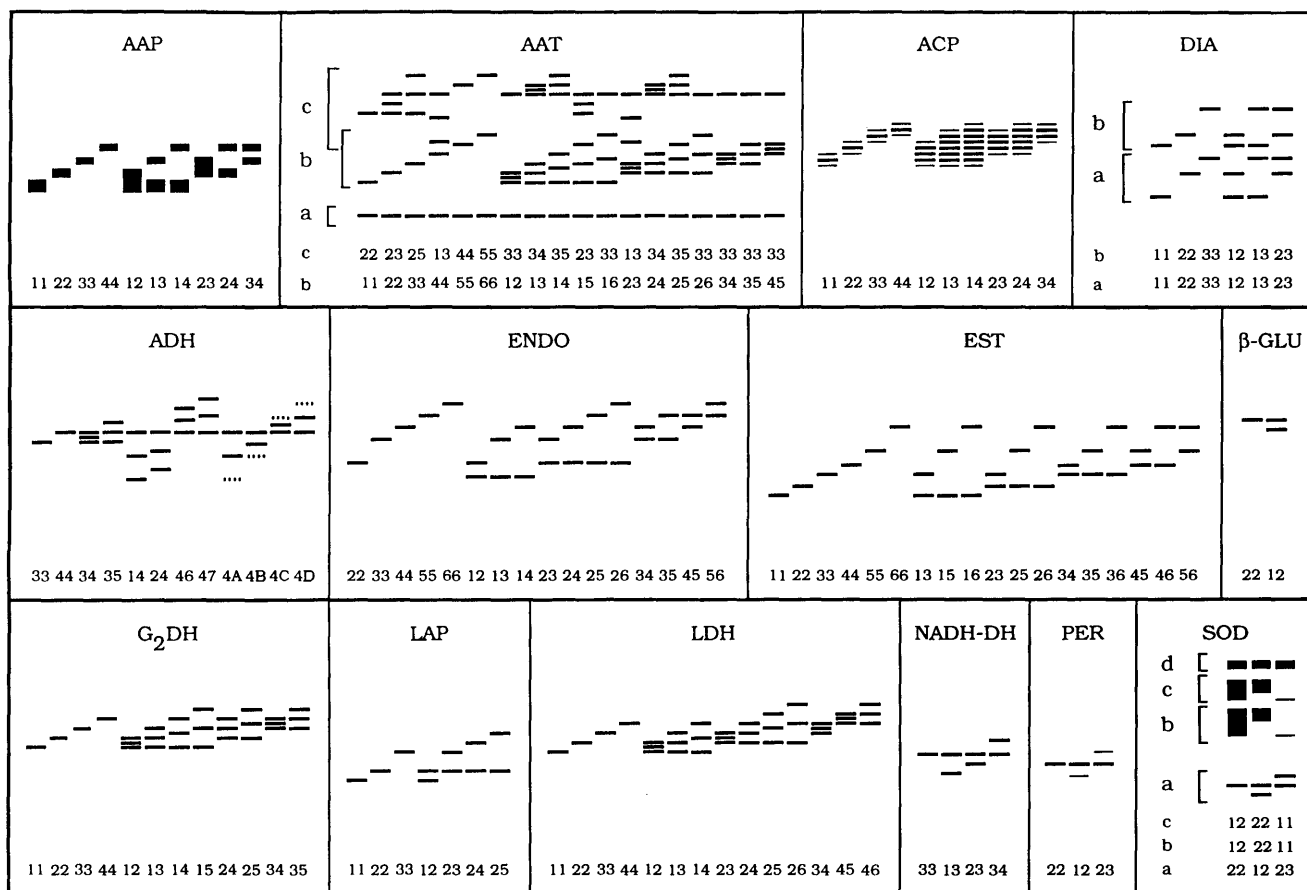 AAP
11 22 33 44 12 13 14 23 24 34
AAT
c
b
a
c 22 23 25 13 44 55 33 34 35 23 33 13 34 35 33 33 33 33
b 11 22 33 44 55 66 12 13 14 15 16 23 24 25 26 34 35 45
ACP
11 22 33 44 12 13 14 23 24 34
DIA
b
a
b 11 22 33 12 13 23
a 11 22 33 12 13 23
ADH
33 44 34 35 14 24 46 47 4A 4B 4C 4D
ENDO
22 33 44 55 66 12 13 14 23 24 25 26 34 35 45 56
EST
11 22 33 44 55 66 13 15 16 23 25 26 34 35 36 45 46 56
β-GLU
22 12
G2DH
11 22 33 44 12 13 14 15 24 25 34 35
LAP
11 22 33 12 23 24 25
LDH
11 22 33 44 12 13 14 23 24 25 26 34 45 46
NADH-DH
33 13 23 34
PER
22 12 23
SOD
d
c
b
a
c 12 22 11
b 12 22 11
a 22 12 23